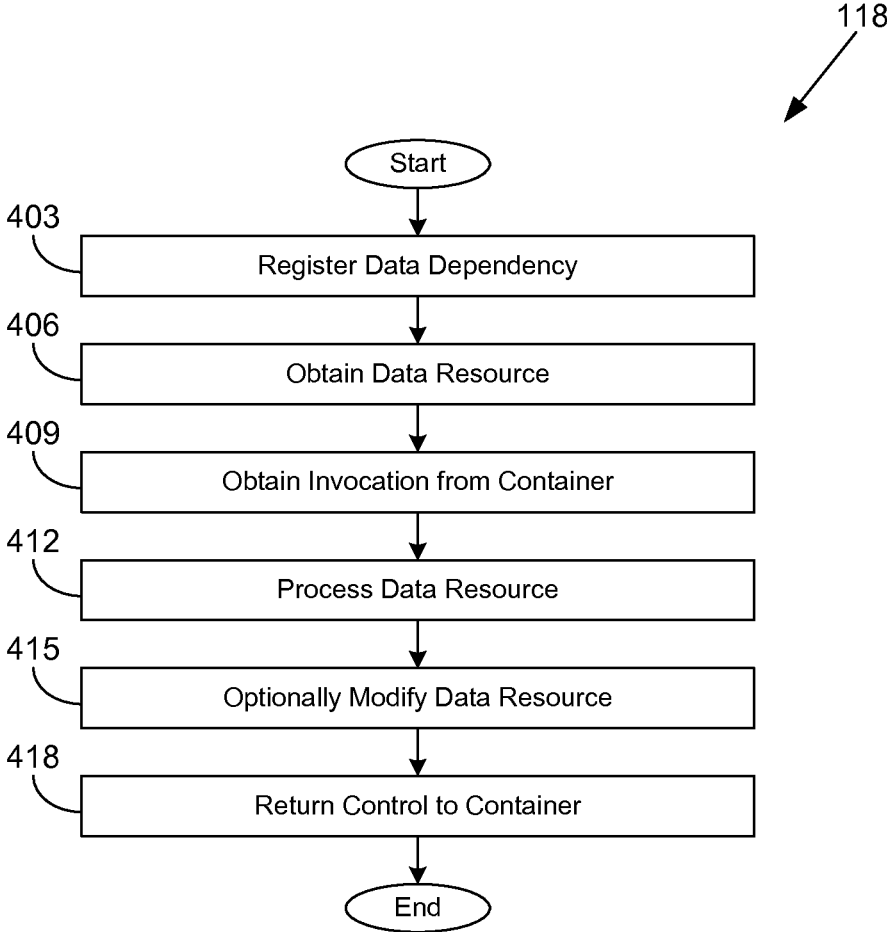 118
Start
403
Register Data Dependency
406
Obtain Data Resource
409
Obtain Invocation from Container
412
Process Data Resource
415
Optionally Modify Data Resource
418
Return Control to Container
End